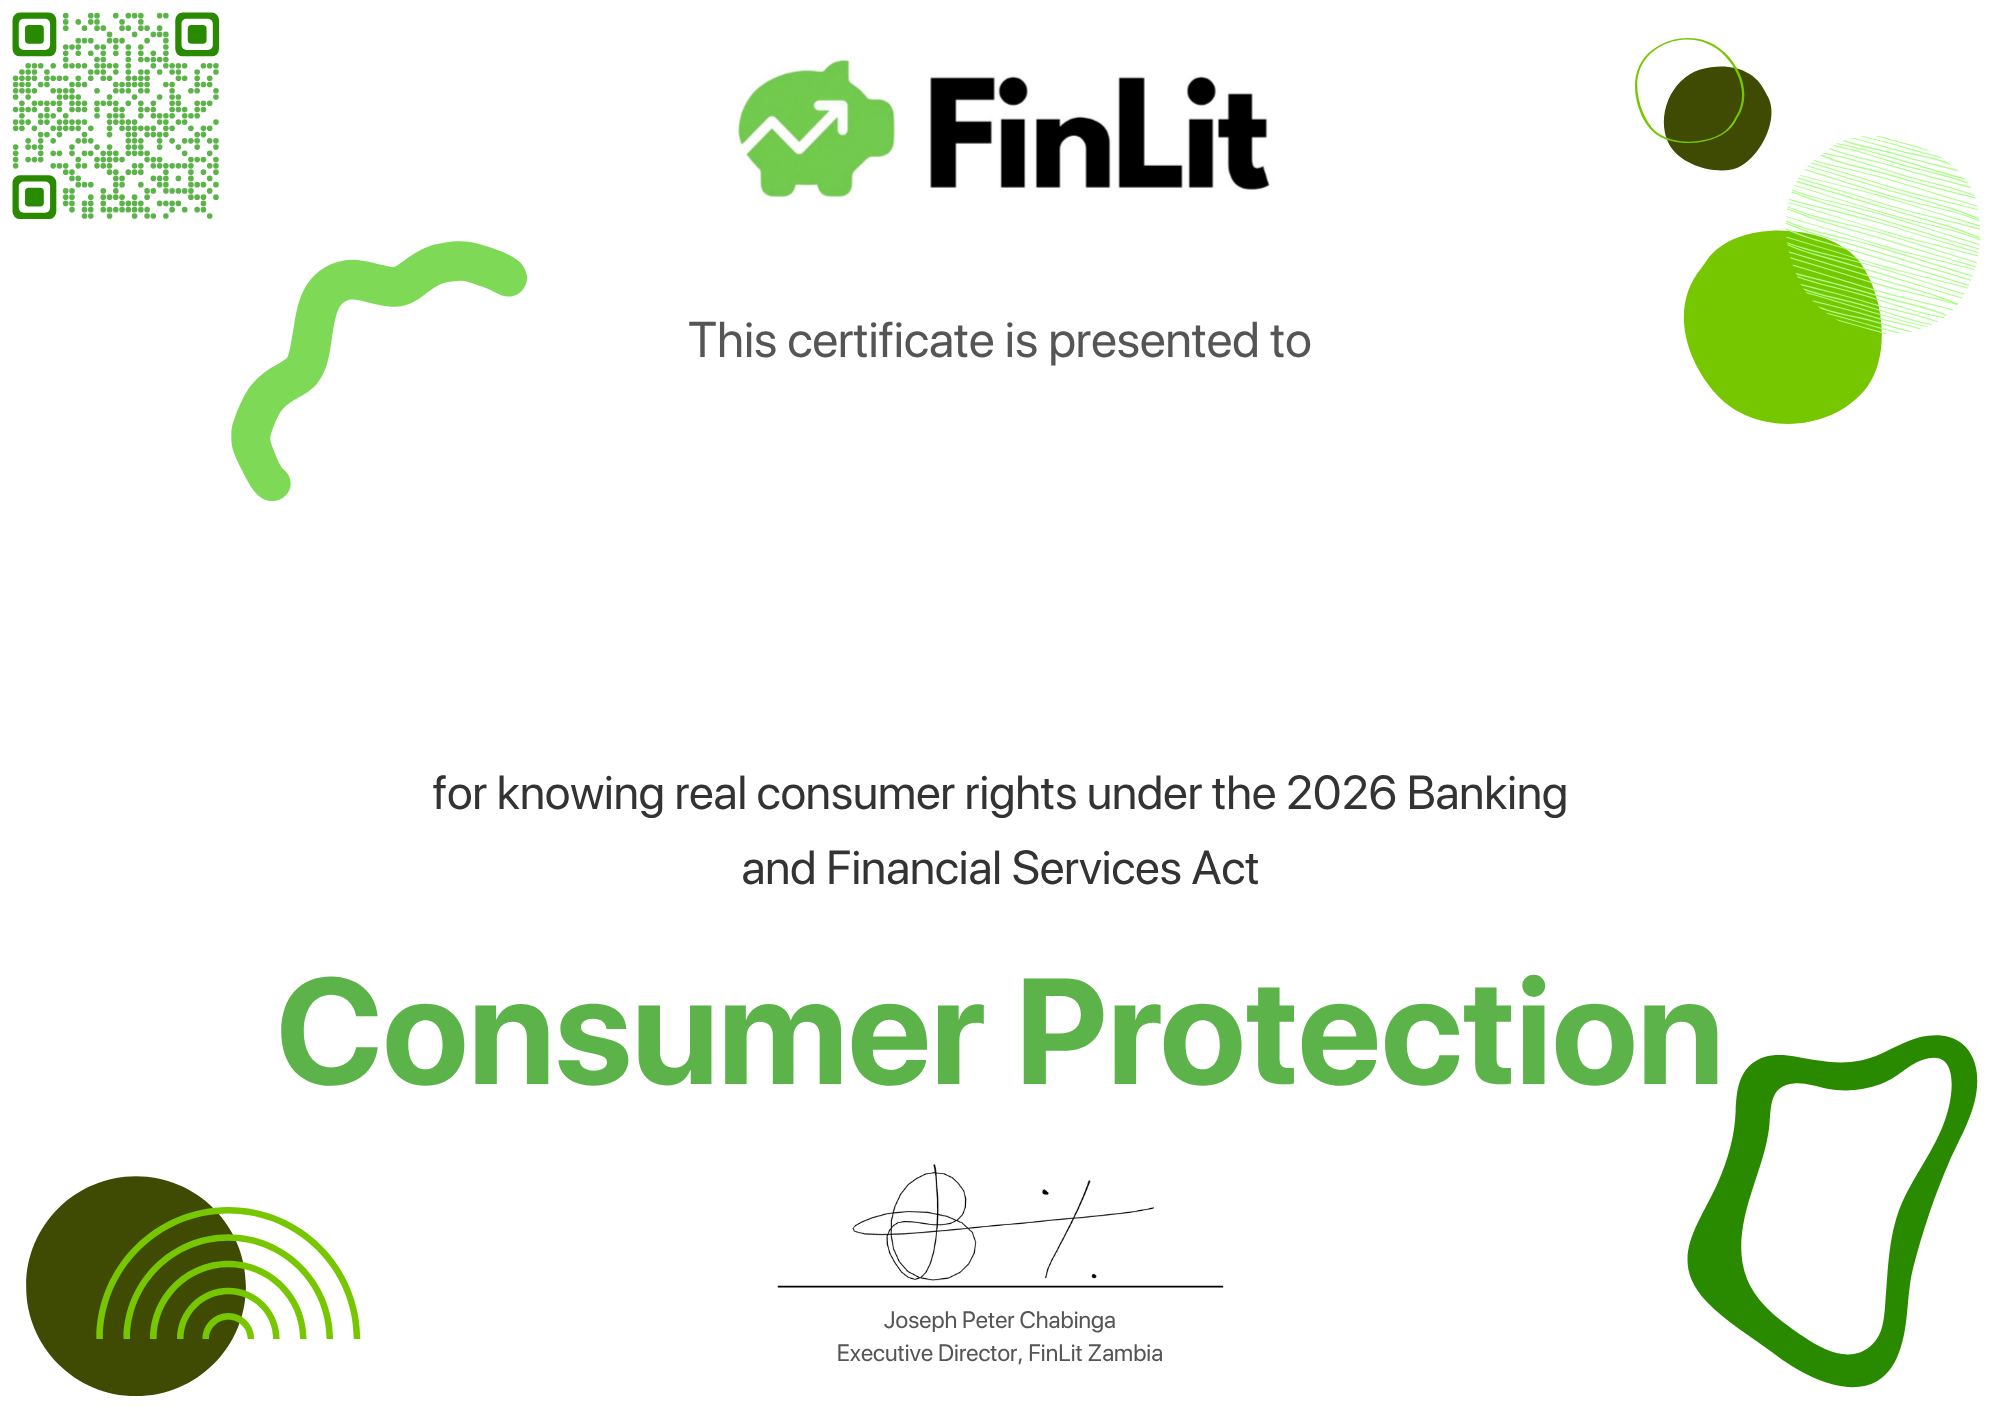 FinLit
This certificate is presented to
for knowing real consumer rights under the 2026 Banking
and Financial Services Act
Consumer Protection
Joseph Peter Chabinga
Executive Director, FinLit Zambia